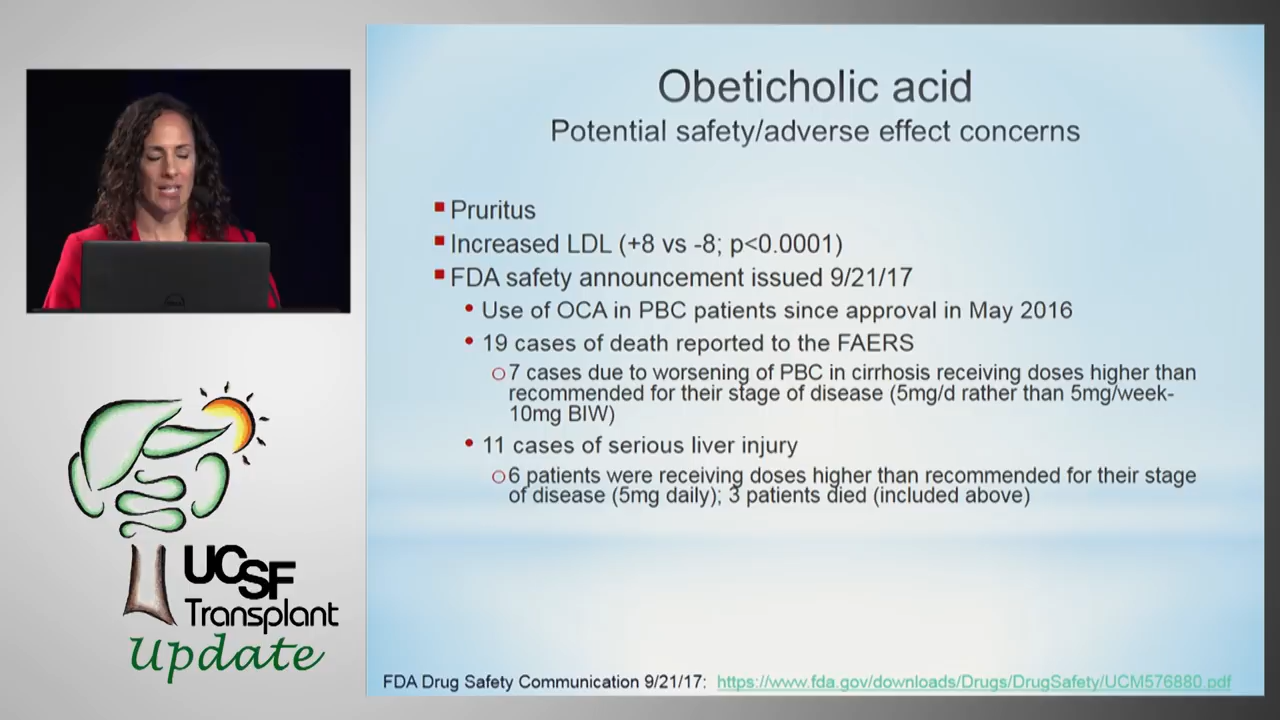 Obeticholic acid
Potential safety/adverse effect concerns
Pruritus
Increased LDL (+8 vs -8; p<0.0001)
FDA safety announcement issued 9/21/17
Use of OCA in PBC patients since approval in May 2016
19 cases of death reported to the FAERS
7 cases due to worsening of PBC in cirrhosis receiving doses higher than
recommended for their stage of disease (5mg/d rather than 5mg/week-
10mg BIW)
11 cases of serious liver injury
6 patients were receiving doses higher than recommended for their stage
of disease (5mg daily); 3 patients died (included above)
FDA Drug Safety Communication 9/21/17: https://www.fda.gov/downloads/Drugs/DrugSafety/UCM576880.pdf
UCSF
Transplant
Update